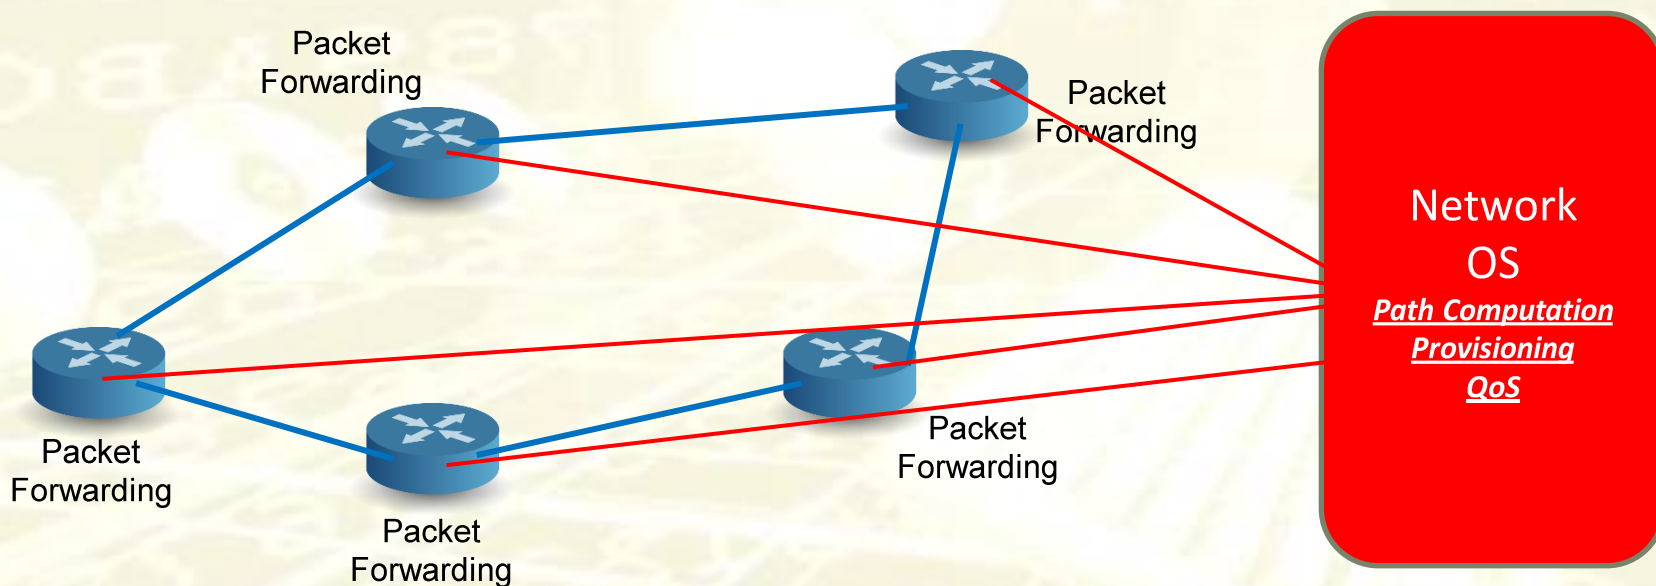 Packet
Forwarding
Packet
Forwarding
Network
OS
Path Computation
Provisioning
QoS
Packet
Forwarding
Packet
Forwarding
Packet
Forwarding